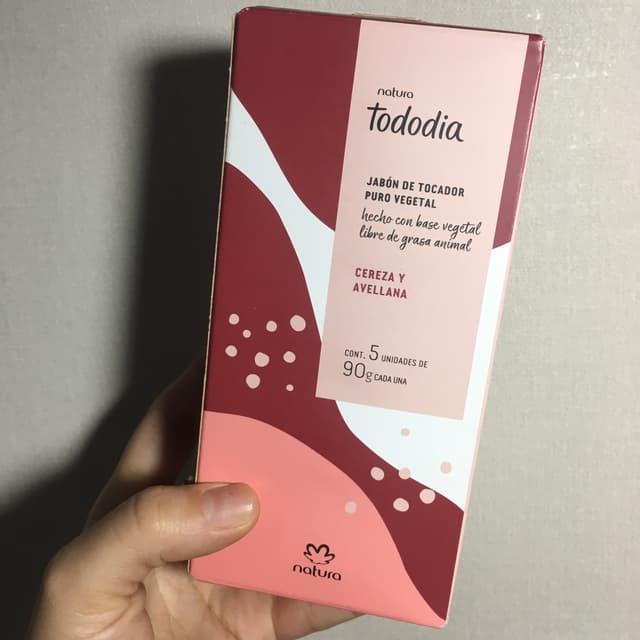 natura
tododia
JABÓN DE TOCADOR
PURO VEGETAL
hecho con base vegetal
libre de grasa animal
CEREZA Y
AVELLANA
CONT. 5 UNIDADES DE
90g CADA UNA
natura